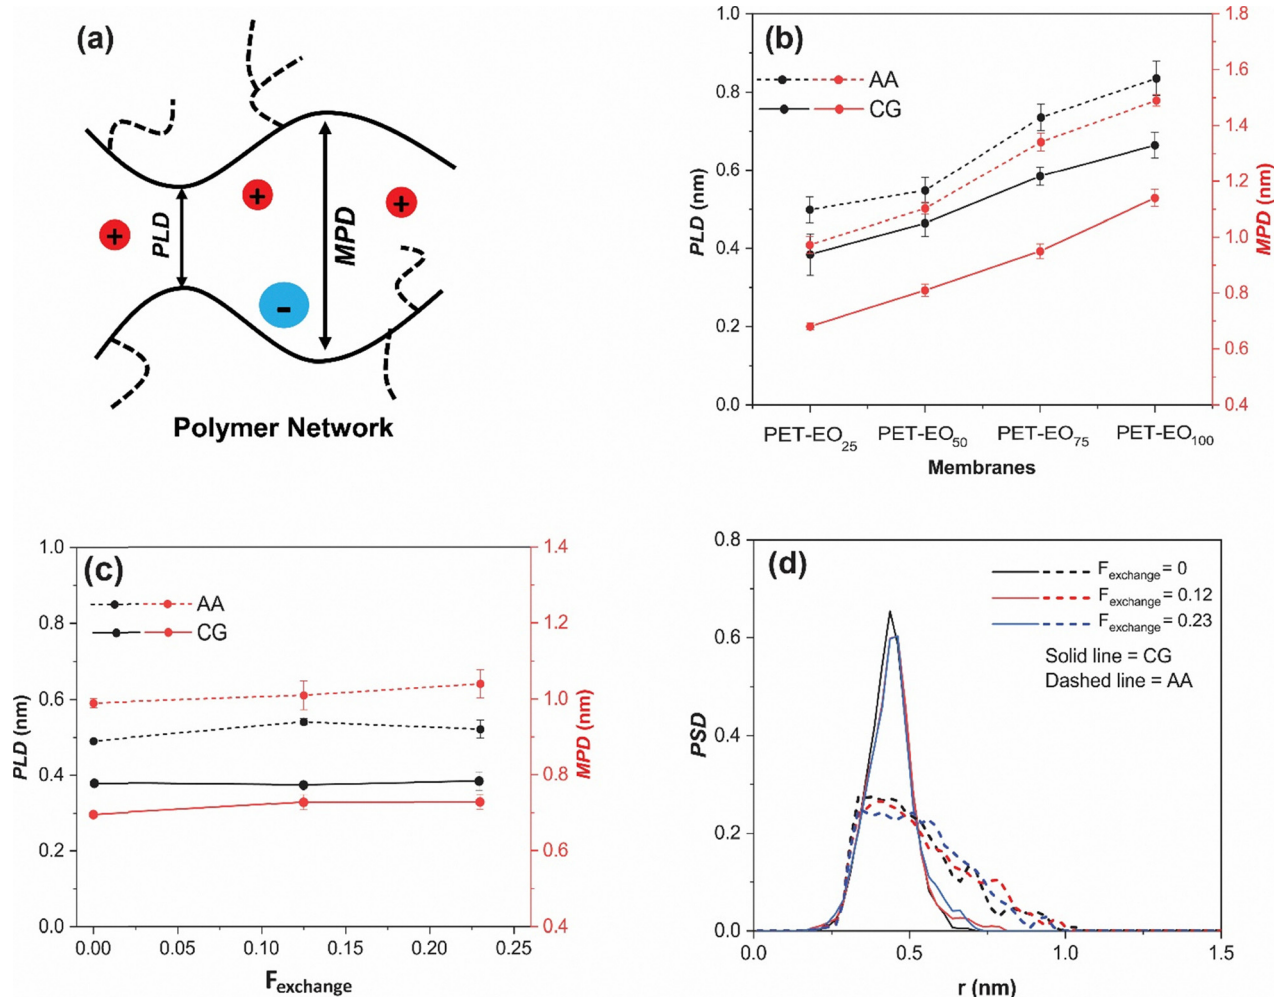 (a)
+
+
+
PLD
MPD
-
Polymer Network
(b)
AA
CG
PLD (nm)
1.0
0.8
0.6
0.4
0.2
0.0
MPD (nm)
1.8
1.6
1.4
1.2
1.0
0.8
0.6
0.4
PET-EO25 PET-EO50 PET-EO75 PET-EO100
Membranes
(c)
AA
CG
PLD (nm)
1.0
0.8
0.6
0.4
0.2
0.0
MPD (nm)
1.4
1.2
1.0
0.8
0.6
0.4
0.00 0.05 0.10 0.15 0.20 0.25
Fexchange
(d)
Fexchange = 0
Fexchange = 0.12
Fexchange = 0.23
Solid line = CG
Dashed line = AA
PSD
0.8
0.6
0.4
0.2
0.0
0.0 0.5 1.0 1.5
r (nm)